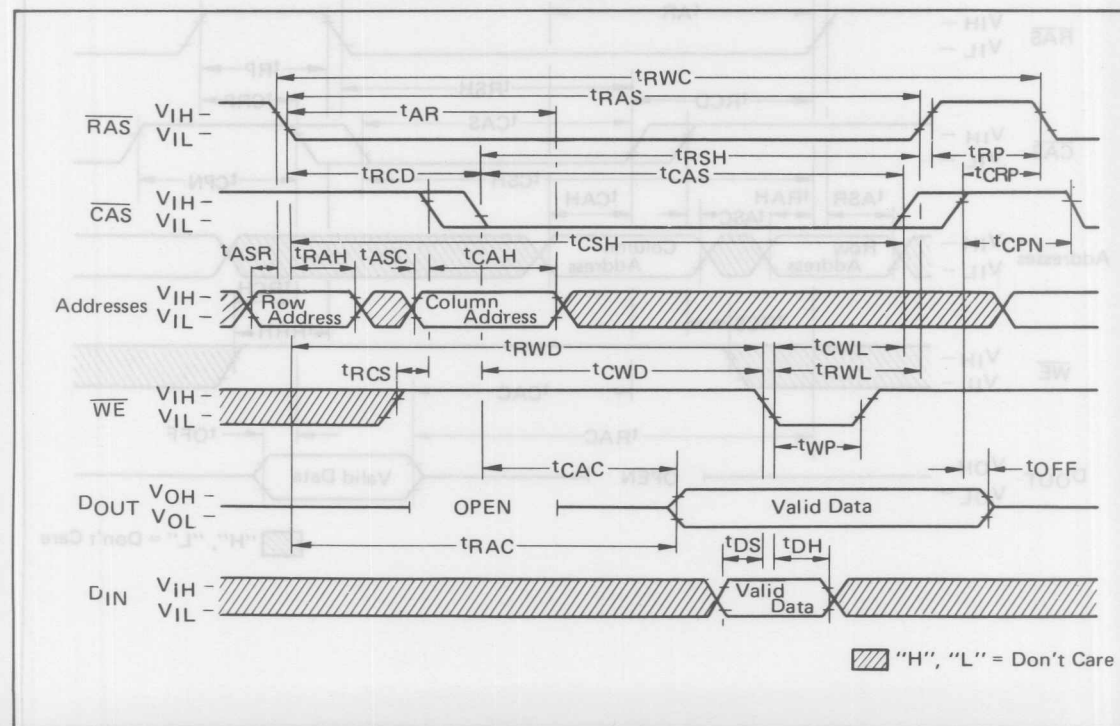 tRWC
tRAS
tAR
RAS VIH VIL
tRSH
tRP
tRCD
tCAS
tCRP
CAS VIH VIL
tCSH
tCPN
tASR tRAH tASC tCAH
Addresses VIH VIL
Row Address
Column Address
tRWD
tCWL
tRCS
tCWD
tRWL
WE VIH VIL
tWP
tCAC
tOFF
DOUT VOH VOL
OPEN
Valid Data
tRAC
tDS tDH
DIN VIH VIL
Valid Data
"H", "L" = Don't Care